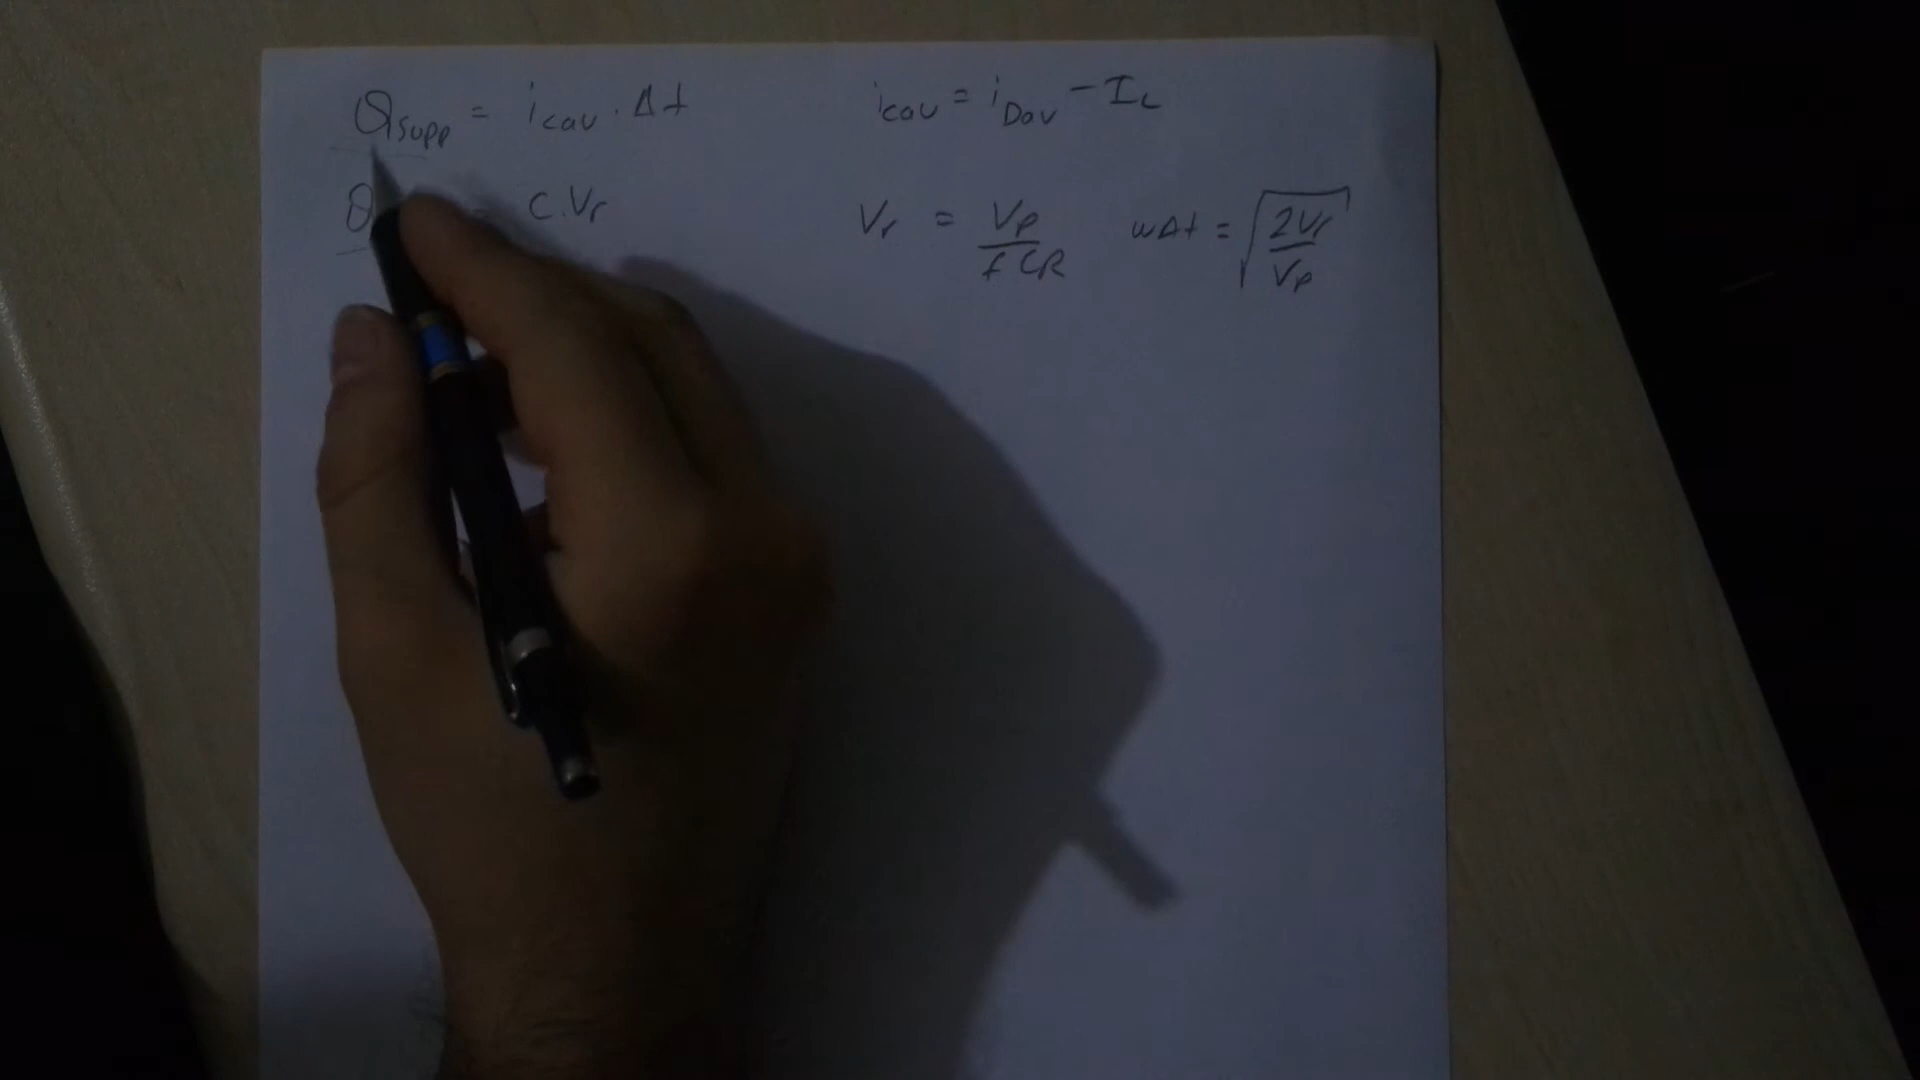 Qsupp = icav . Δt icav = iDav - IL
Q = C.Vr Vr = Vp / fCR wΔt = √(2Vr / Vp)